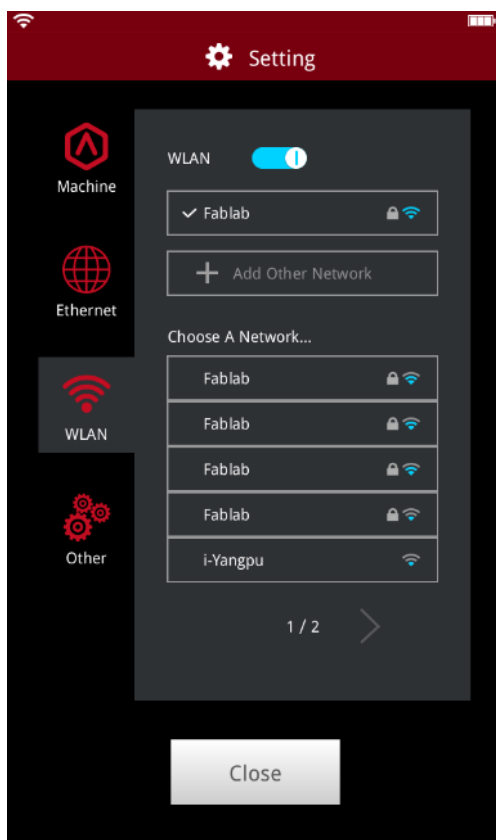 Setting
Machine
Ethernet
WLAN
Other
WLAN
Fablab
Add Other Network
Choose A Network...
Fablab
Fablab
Fablab
Fablab
i-Yangpu
1 / 2
Close